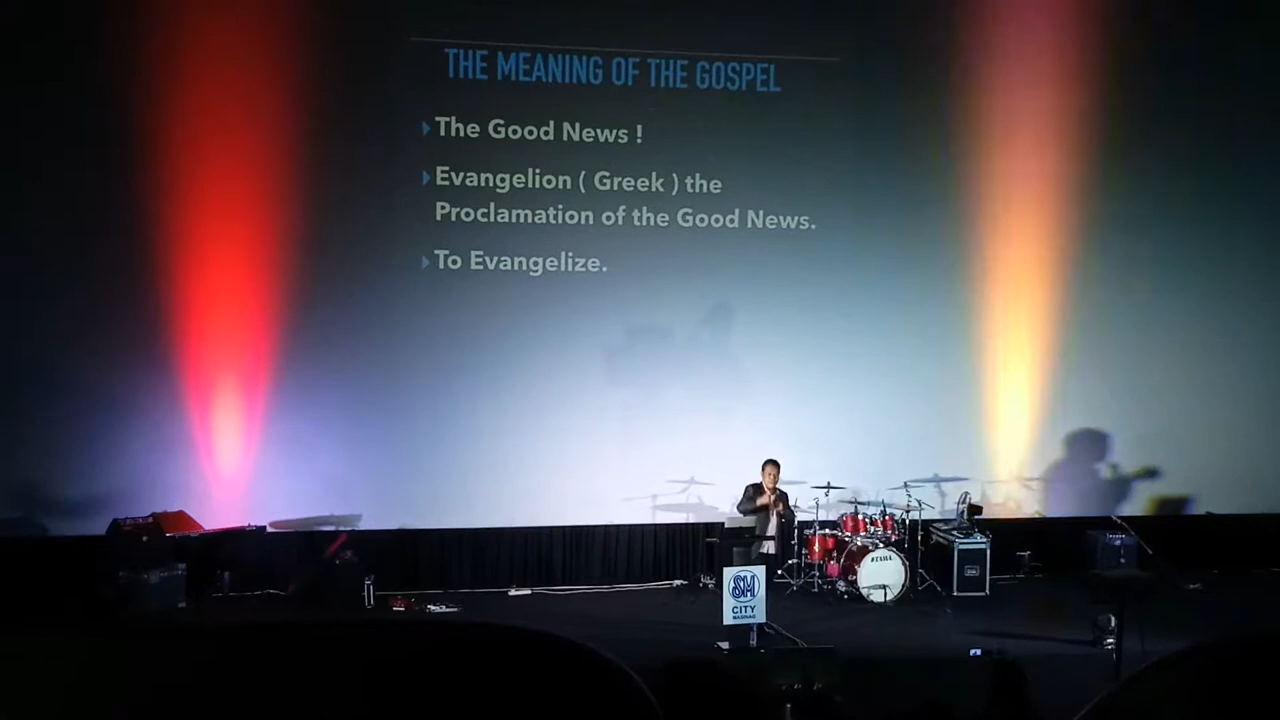 THE MEANING OF THE GOSPEL
The Good News !
Evangelion ( Greek ) the
Proclamation of the Good News.
To Evangelize.
TAMA
SM
CITY
MASINAG